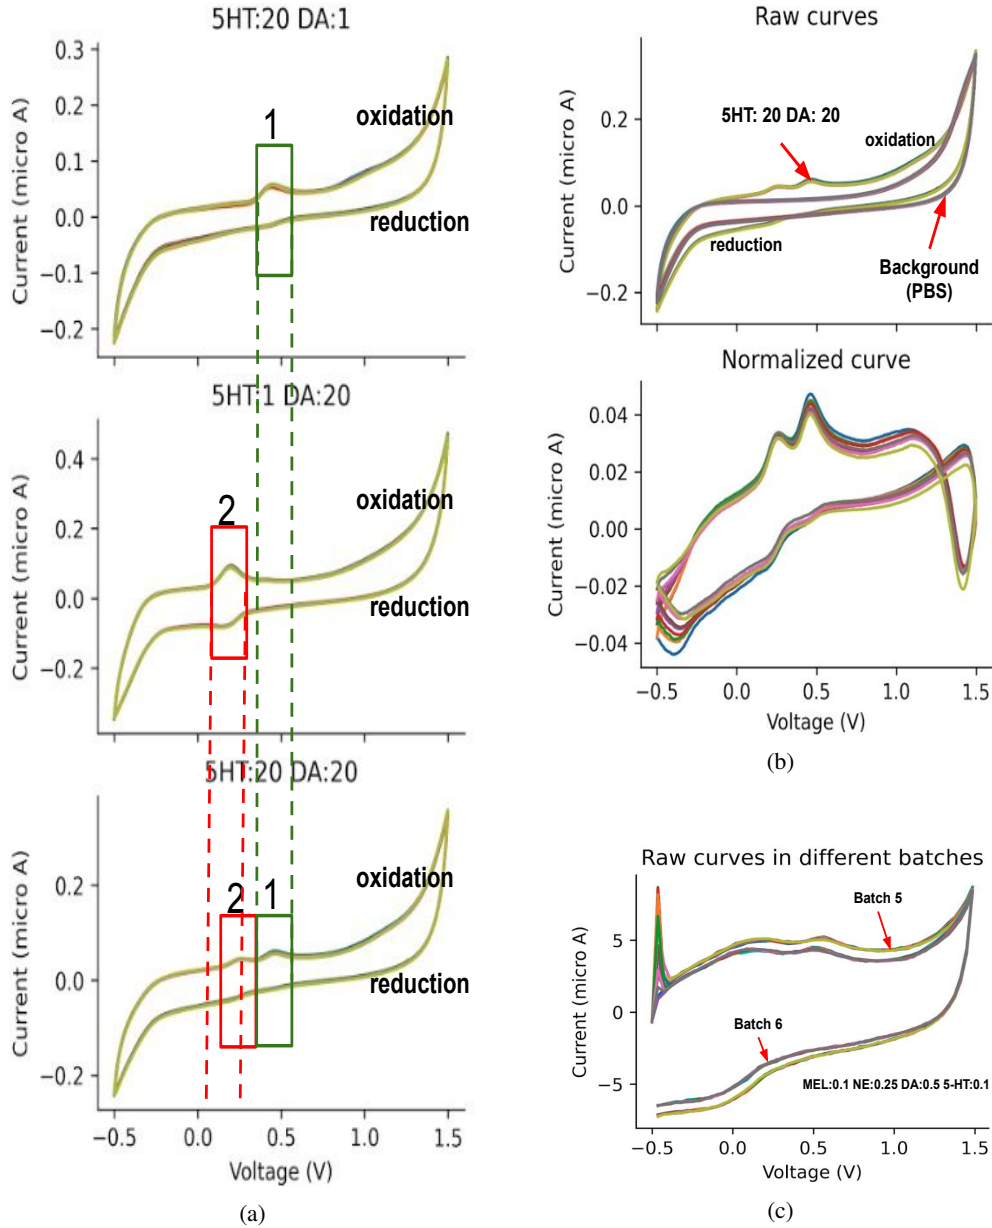 5HT:20 DA:1
0.3
0.2
0.1
0.0
−0.1
−0.2
Current (micro A)
1
oxidation
reduction
5HT:1 DA:20
0.4
0.2
0.0
−0.2
Current (micro A)
2
oxidation
reduction
5HT:20 DA:20
0.2
0.0
−0.2
Current (micro A)
2 1
oxidation
reduction
−0.5 0.0 0.5 1.0 1.5
Voltage (V)
(a)
Raw curves
0.2
0.0
−0.2
Current (micro A)
5HT: 20 DA: 20
oxidation
reduction
Background
(PBS)
Normalized curve
0.04
0.02
0.00
−0.02
−0.04
Current (micro A)
−0.5 0.0 0.5 1.0 1.5
Voltage (V)
(b)
Raw curves in different batches
5
0
−5
Current (micro A)
Batch 5
Batch 6
MEL:0.1 NE:0.25 DA:0.5 5-HT:0.1
−0.5 0.0 0.5 1.0 1.5
Voltage (V)
(c)